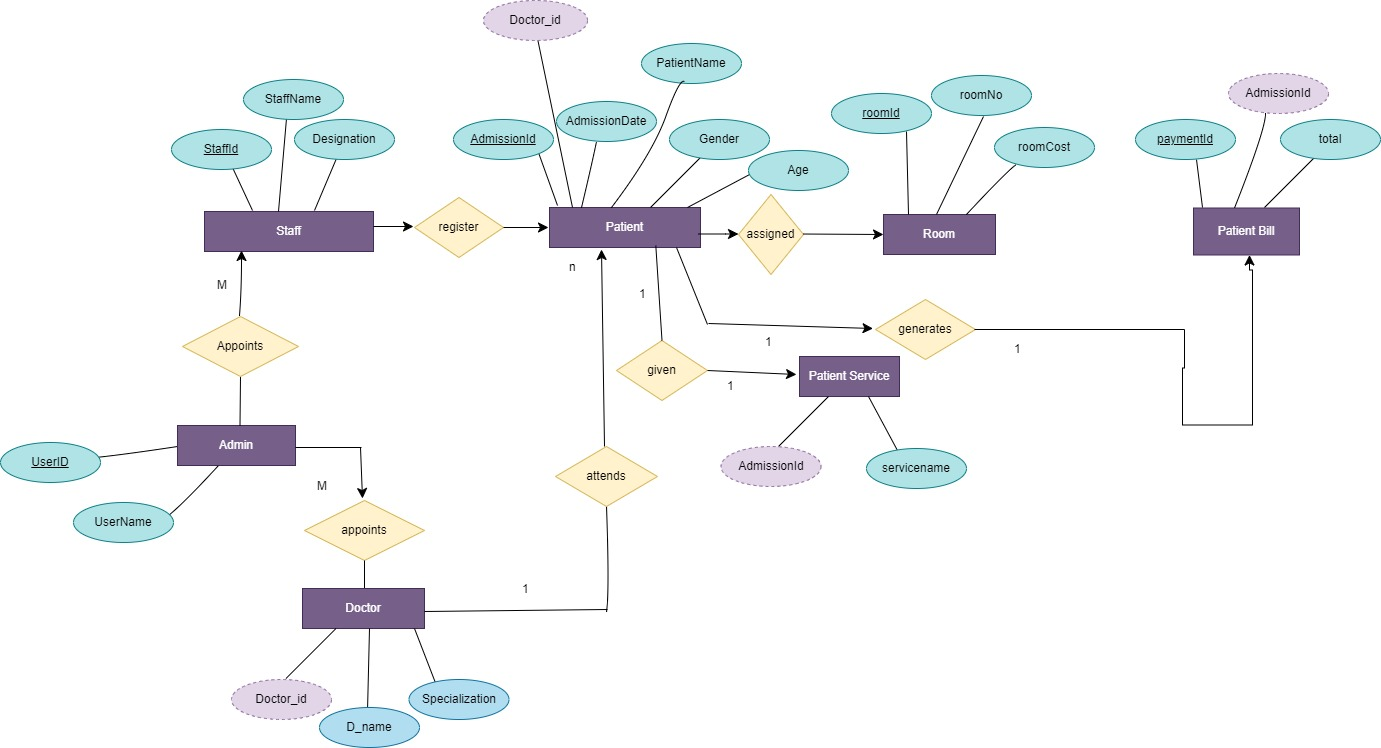 Doctor_id
PatientName
StaffName
AdmissionId
AdmissionDate
roomId
roomNo
StaffId
Designation
AdmissionId
Gender
Age
roomCost
paymentId
total
Staff
register
Patient
assigned
Room
Patient Bill
n
M
1
Appoints
1
generates
1
given
1
Patient Service
Admin
UserID
M
attends
AdmissionId
servicename
UserName
appoints
1
Doctor
Doctor_id
Specialization
D_name